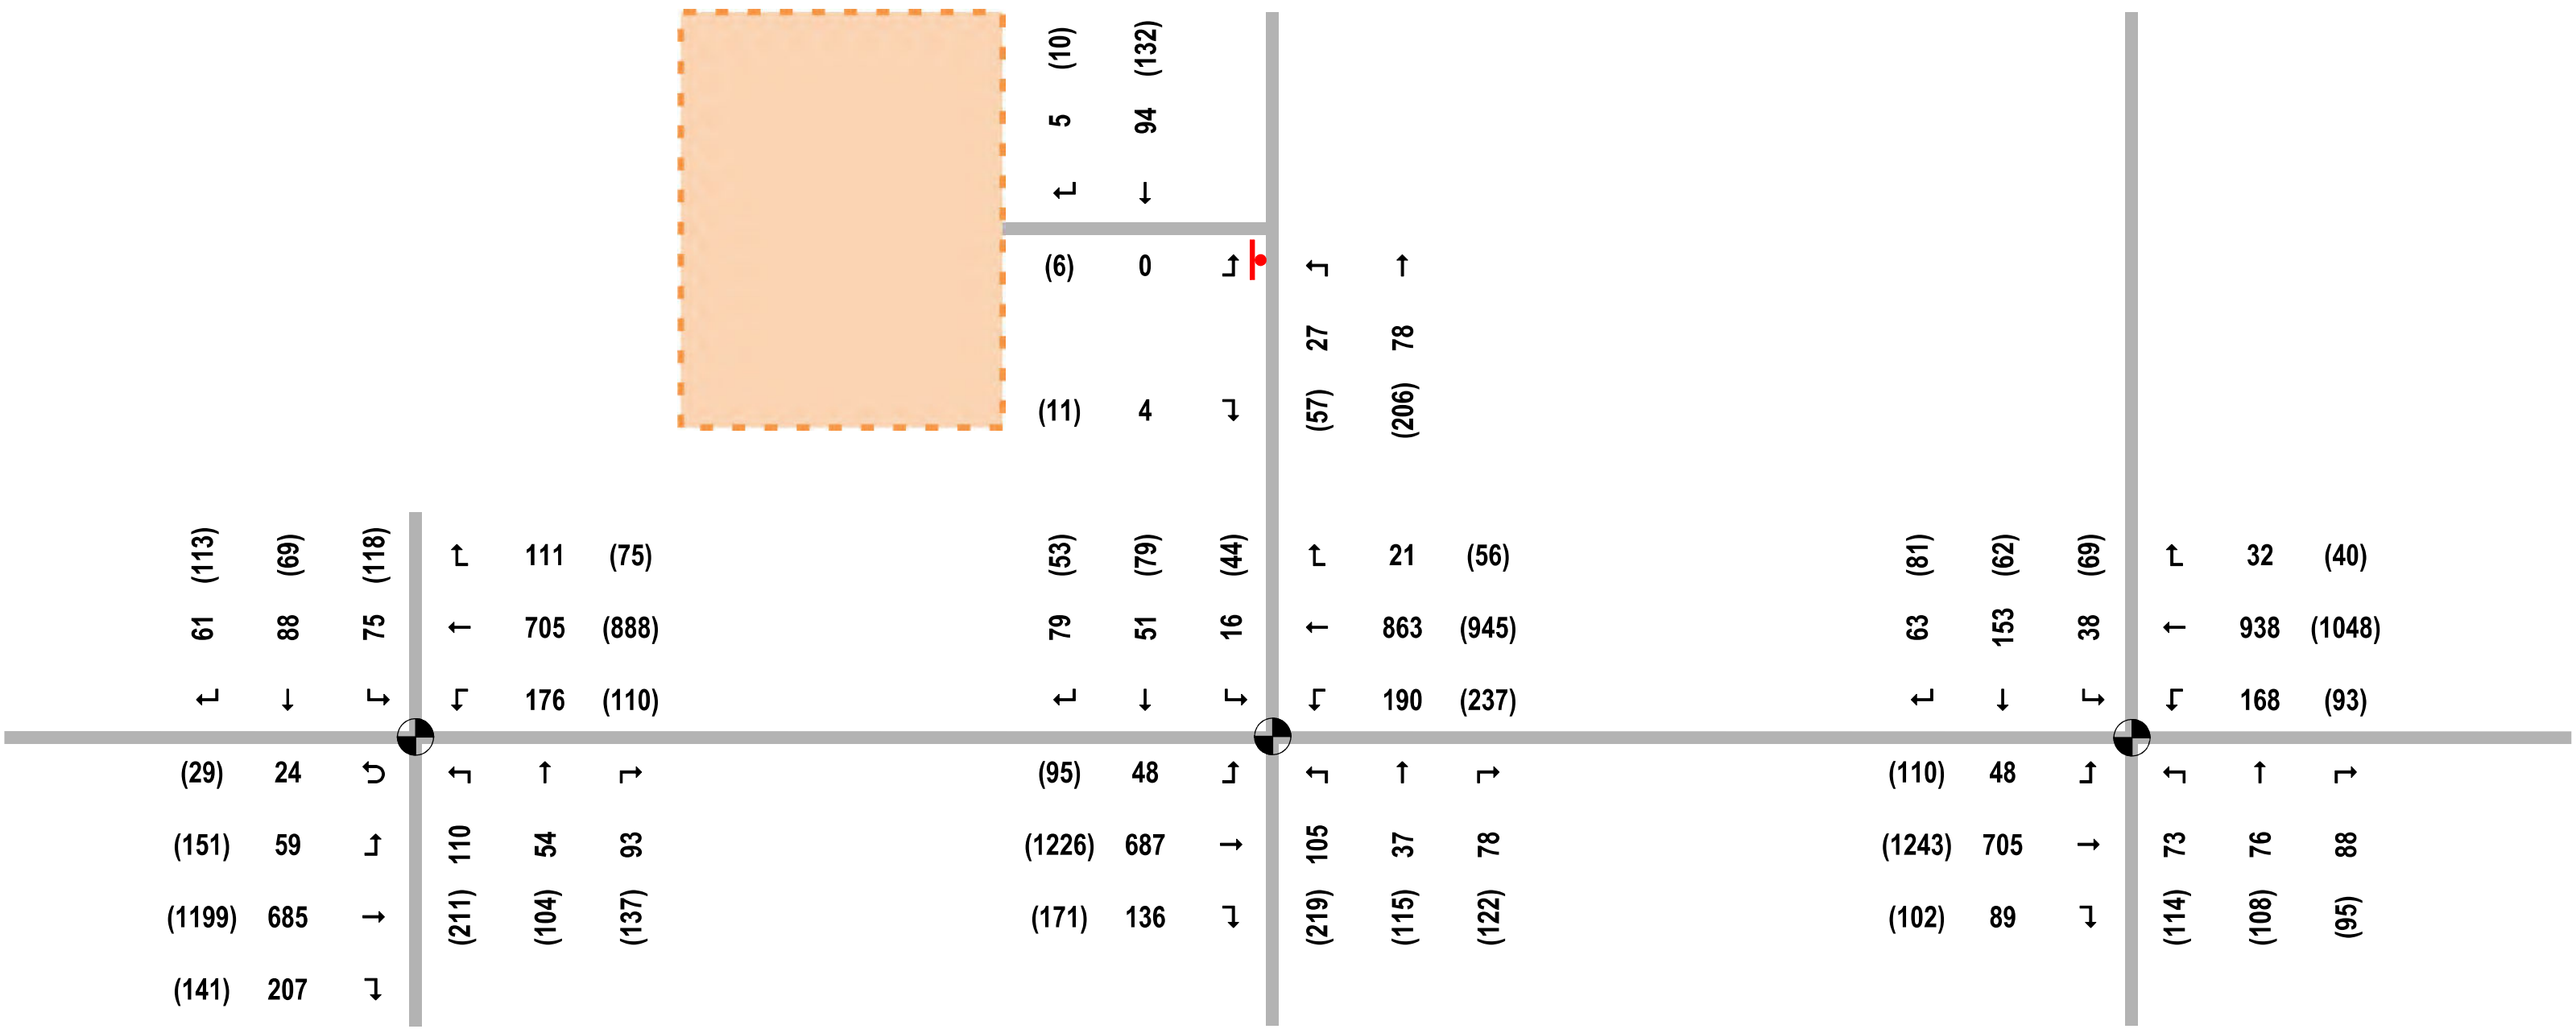 (10) (132)
5 94
(6) 0
27 78
(11) 4 (57) (206)
(113) (69) (118) 111 (75)
61 88 75 705 (888)
176 (110)
(53) (79) (44) 21 (56)
79 51 16 863 (945)
190 (237)
(81) (62) (69) 32 (40)
63 153 38 938 (1048)
168 (93)
(29) 24
(151) 59 110 54 93
(1199) 685 (211) (104) (137)
(141) 207
(95) 48
(1226) 687 105 37 78
(171) 136 (219) (115) (122)
(110) 48
(1243) 705 73 76 88
(102) 89 (114) (108) (95)